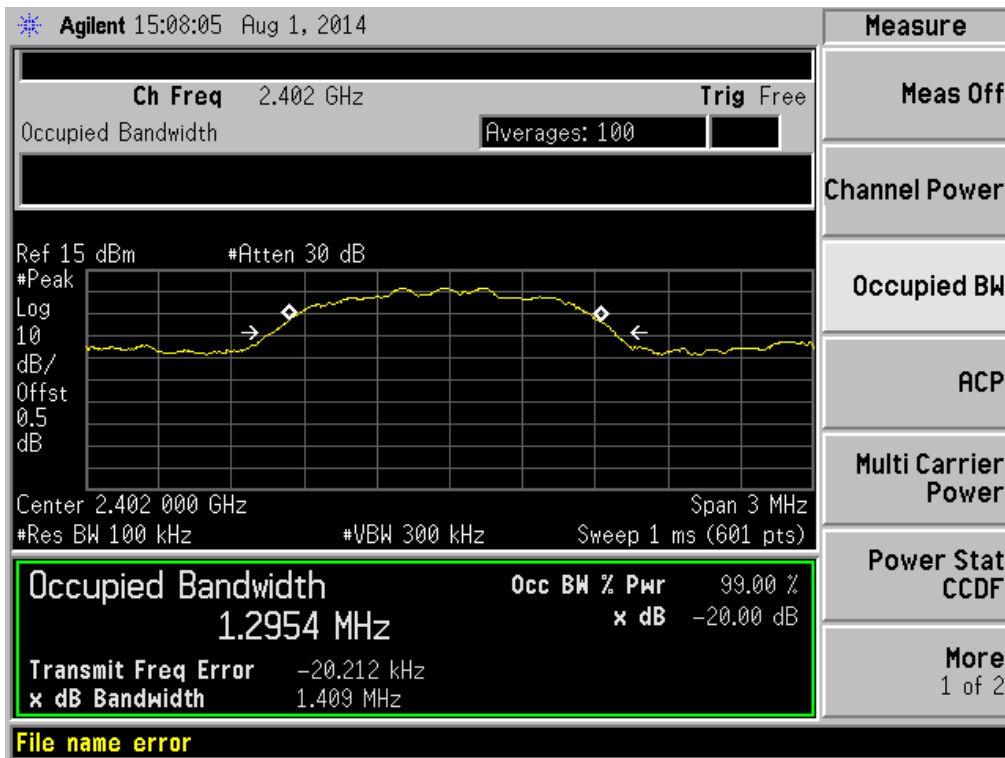 Agilent 15:08:05 Aug 1, 2014
Measure
Ch Freq 2.402 GHz
Trig Free
Meas Off
Occupied Bandwidth
Averages: 100
Channel Power
Ref 15 dBm
#Atten 30 dB
#Peak
Log
10
dB/
Offst
0.5
dB
Occupied BW
ACP
Multi Carrier
Power
Center 2.402 000 GHz
Span 3 MHz
#Res BW 100 kHz
#VBW 300 kHz
Sweep 1 ms (601 pts)
Power Stat
CCDF
Occupied Bandwidth
1.2954 MHz
Occ BW % Pwr 99.00 %
x dB -20.00 dB
Transmit Freq Error -20.212 kHz
x dB Bandwidth 1.409 MHz
More
1 of 2
File name error